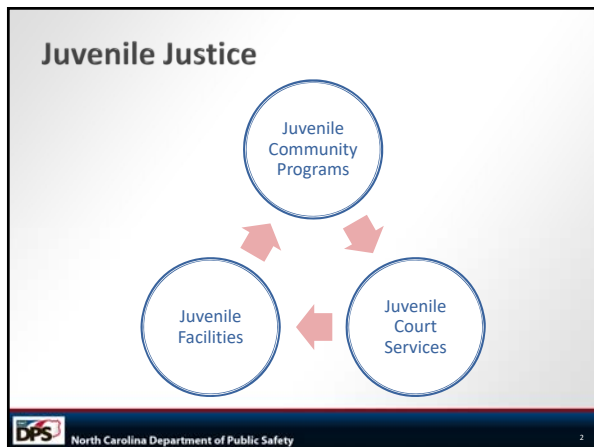 Juvenile Justice
Juvenile
Community
Programs
Juvenile
Court
Services
Juvenile
Facilities
DPS
North Carolina Department of Public Safety
2